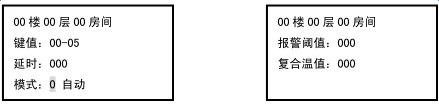 00 楼 00 层 00 房间
键值：00-05
延时：000
模式：0 自动
00 楼 00 层 00 房间
报警阈值：000
复合温值：000